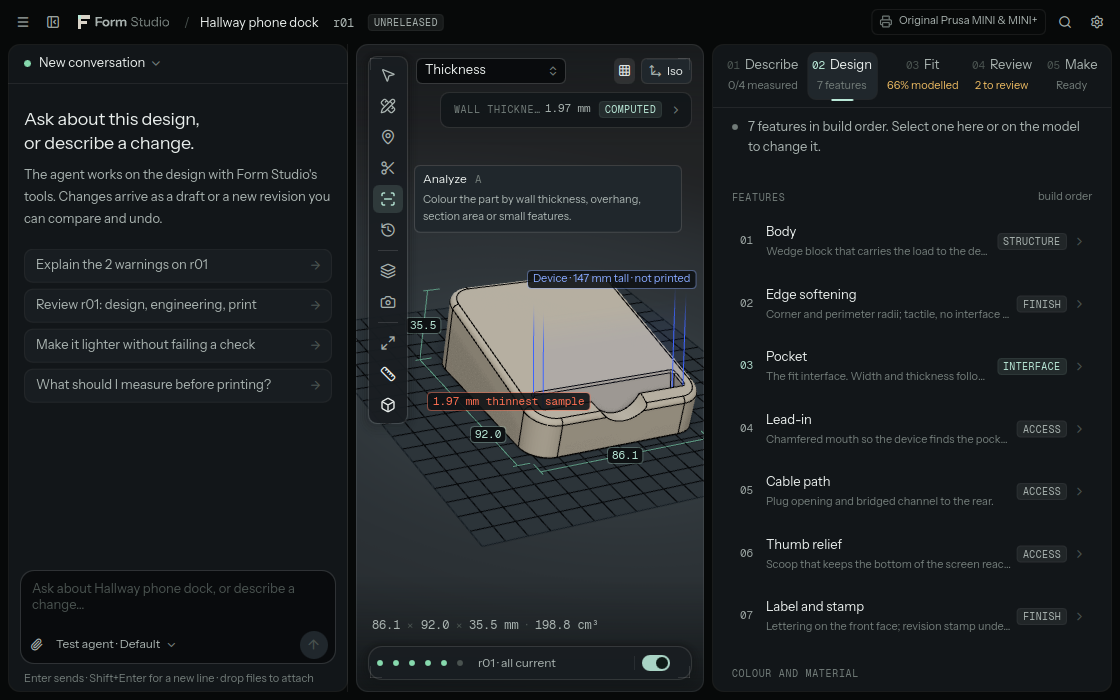 Form Studio / Hallway phone dock r01 UNRELEASED
Original Prusa MINI & MINI+
New conversation
Ask about this design,
or describe a change.
The agent works on the design with Form Studio's
tools. Changes arrive as a draft or a new revision you
can compare and undo.
Explain the 2 warnings on r01
Review r01: design, engineering, print
Make it lighter without failing a check
What should I measure before printing?
Ask about Hallway phone dock, or describe a
change…
Test agent · Default
Enter sends · Shift+Enter for a new line · drop files to attach
Thickness
Iso
WALL THICKNE… 1.97 mm COMPUTED
Analyze A
Colour the part by wall thickness, overhang,
section area or small features.
Device · 147 mm tall · not printed
35.5
1.97 mm thinnest sample
92.0
86.1
86.1 × 92.0 × 35.5 mm · 198.8 cm³
r01 · all current
01 Describe
0/4 measured
02 Design
7 features
03 Fit
66% modelled
04 Review
2 to review
05 Make
Ready
7 features in build order. Select one here or on the model
to change it.
FEATURES
build order
01 Body STRUCTURE
Wedge block that carries the load to the de…
02 Edge softening FINISH
Corner and perimeter radii; tactile, no interface …
03 Pocket INTERFACE
The fit interface. Width and thickness follo…
04 Lead-in ACCESS
Chamfered mouth so the device finds the pock…
05 Cable path ACCESS
Plug opening and bridged channel to the rear.
06 Thumb relief ACCESS
Scoop that keeps the bottom of the screen reac…
07 Label and stamp FINISH
Lettering on the front face; revision stamp unde…
COLOUR AND MATERIAL